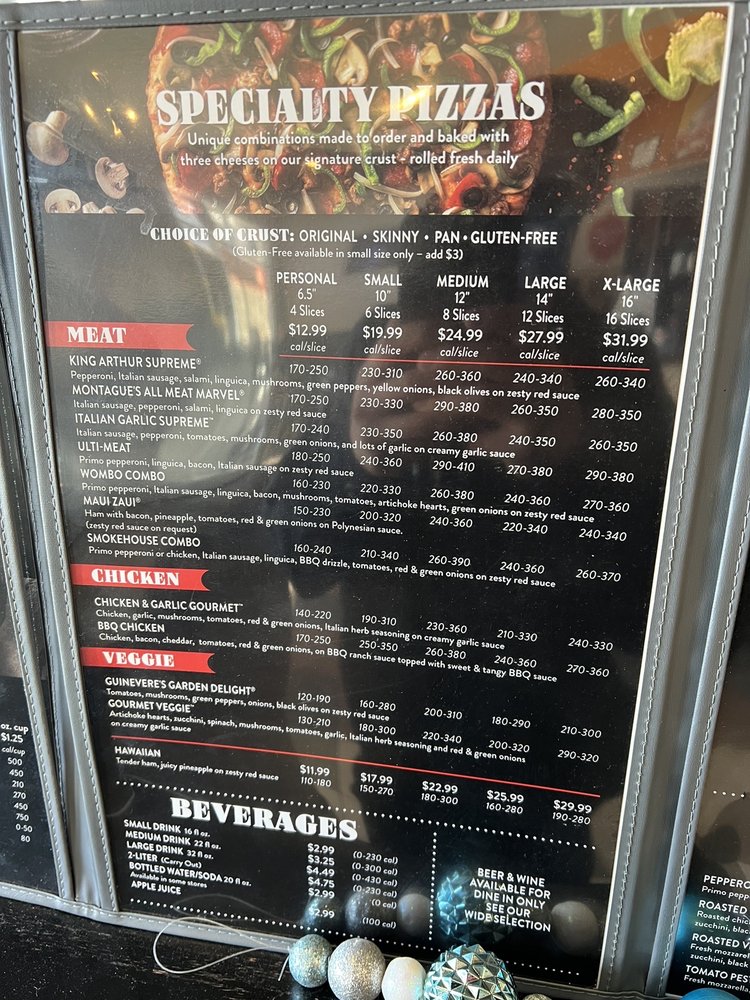 SPECIALTY PIZZAS
Unique combinations made to order and baked with
three cheeses on our signature crust - rolled fresh daily
CHOICE OF CRUST: ORIGINAL • SKINNY • PAN • GLUTEN-FREE
(Gluten-Free available in small size only – add $3)
PERSONAL SMALL MEDIUM LARGE X-LARGE
6.5" 10" 12" 14" 16"
4 Slices 6 Slices 8 Slices 12 Slices 16 Slices
$12.99 $19.99 $24.99 $27.99 $31.99
cal/slice cal/slice cal/slice cal/slice cal/slice
MEAT
KING ARTHUR SUPREME® 170-250 230-310 260-360 240-340 260-340
Pepperoni, Italian sausage, salami, linguica, mushrooms, green peppers, yellow onions, black olives on zesty red sauce
MONTAGUE'S ALL MEAT MARVEL® 170-250 230-330 290-380 260-350 280-350
Italian sausage, pepperoni, salami, linguica on zesty red sauce
ITALIAN GARLIC SUPREME™ 170-240 230-350 260-380 240-350 260-350
Italian sausage, pepperoni, tomatoes, mushrooms, green onions, and lots of garlic on creamy garlic sauce
ULTI-MEAT 180-250 240-360 290-410 270-380 290-380
Primo pepperoni, linguica, bacon, Italian sausage on zesty red sauce
WOMBO COMBO 160-230 220-330 260-380 240-360 270-360
Primo pepperoni, Italian sausage, linguica, bacon, mushrooms, tomatoes, artichoke hearts, green onions on zesty red sauce
MAUI ZAUI® 150-230 200-320 240-360 220-340 240-340
Ham with bacon, pineapple, tomatoes, red & green onions on Polynesian sauce.
(zesty red sauce on request)
SMOKEHOUSE COMBO 160-240 210-340 260-390 240-360 260-370
Primo pepperoni or chicken, Italian sausage, linguica, BBQ drizzle, tomatoes, red & green onions on zesty red sauce
CHICKEN
CHICKEN & GARLIC GOURMET™ 140-220 190-310 230-360 210-330 240-330
Chicken, garlic, mushrooms, tomatoes, red & green onions, Italian herb seasoning on creamy garlic sauce
BBQ CHICKEN 170-250 250-350 260-380 240-360 270-360
Chicken, bacon, cheddar, tomatoes, red & green onions, on BBQ ranch sauce topped with sweet & tangy BBQ sauce
VEGGIE
GUINEVERE'S GARDEN DELIGHT® 120-190 160-280 200-310 180-290 210-300
Tomatoes, mushrooms, green peppers, onions, black olives on zesty red sauce
GOURMET VEGGIE™ 130-210 180-300 220-340 200-320 290-320
Artichoke hearts, zucchini, spinach, mushrooms, tomatoes, garlic, Italian herb seasoning and red & green onions
on creamy garlic sauce
HAWAIIAN $11.99 $17.99 $22.99 $25.99 $29.99
Tender ham, juicy pineapple on zesty red sauce 110-180 150-270 180-300 160-280 190-280
BEVERAGES
SMALL DRINK 16 fl oz. $2.99 (0-230 cal)
MEDIUM DRINK 22 fl oz. $3.25 (0-300 cal)
LARGE DRINK 32 fl oz. $4.49 (0-430 cal)
2-LITER (Carry Out) $4.75 (0-230 cal)
BOTTLED WATER/SODA 20 fl oz. $2.99 (0 cal)
Available in some stores
APPLE JUICE $2.99 (100 cal)
BEER & WINE
AVAILABLE FOR
DINE IN ONLY
SEE OUR
WIDE SELECTION
oz. cup
$1.25
cal/cup
500
450
210
270
450
750
0-50
80
PEPPERO
Primo pepp
ROASTED
Roasted chic
zucchini, blac
ROASTED V
Fresh mozzarel
zucchini, black
TOMATO PES
Fresh mozzarella